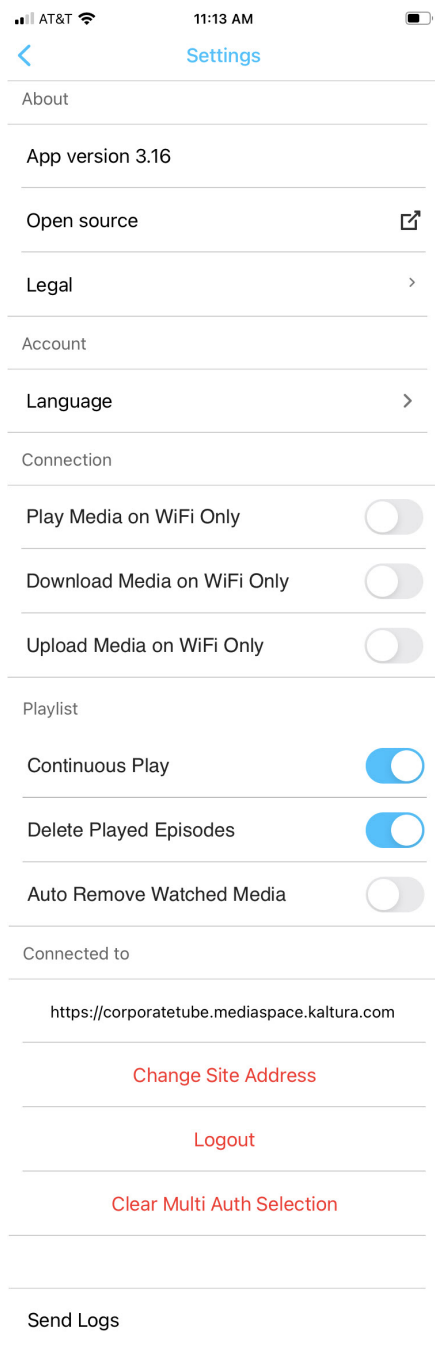 AT&T
11:13 AM
Settings
About
App version 3.16
Open source
Legal
Account
Language
Connection
Play Media on WiFi Only
Download Media on WiFi Only
Upload Media on WiFi Only
Playlist
Continuous Play
Delete Played Episodes
Auto Remove Watched Media
Connected to
https://corporatetube.mediaspace.kaltura.com
Change Site Address
Logout
Clear Multi Auth Selection
Send Logs